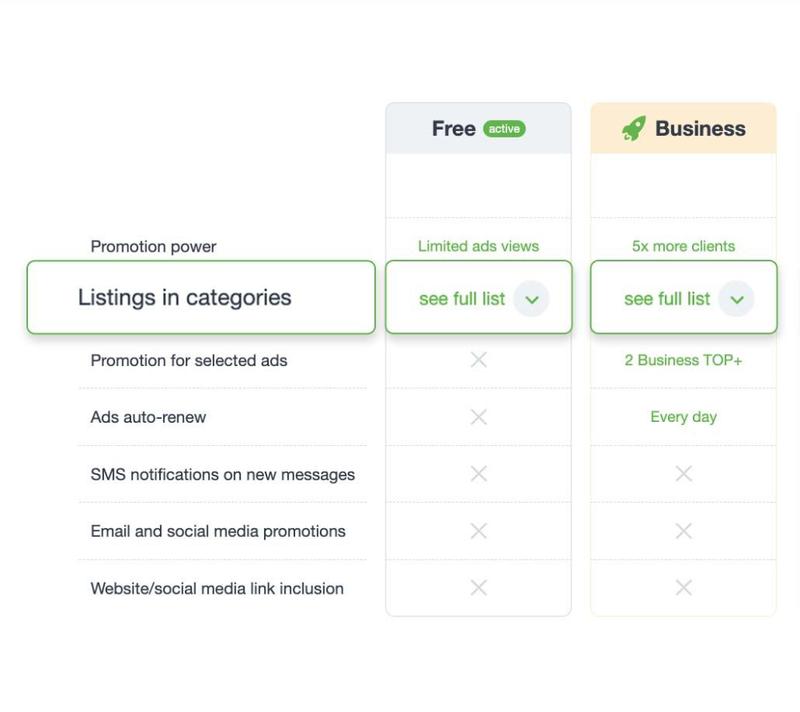 Free active Business
Promotion power Limited ads views 5x more clients
Listings in categories see full list see full list
Promotion for selected ads 2 Business TOP+
Ads auto-renew Every day
SMS notifications on new messages
Email and social media promotions
Website/social media link inclusion